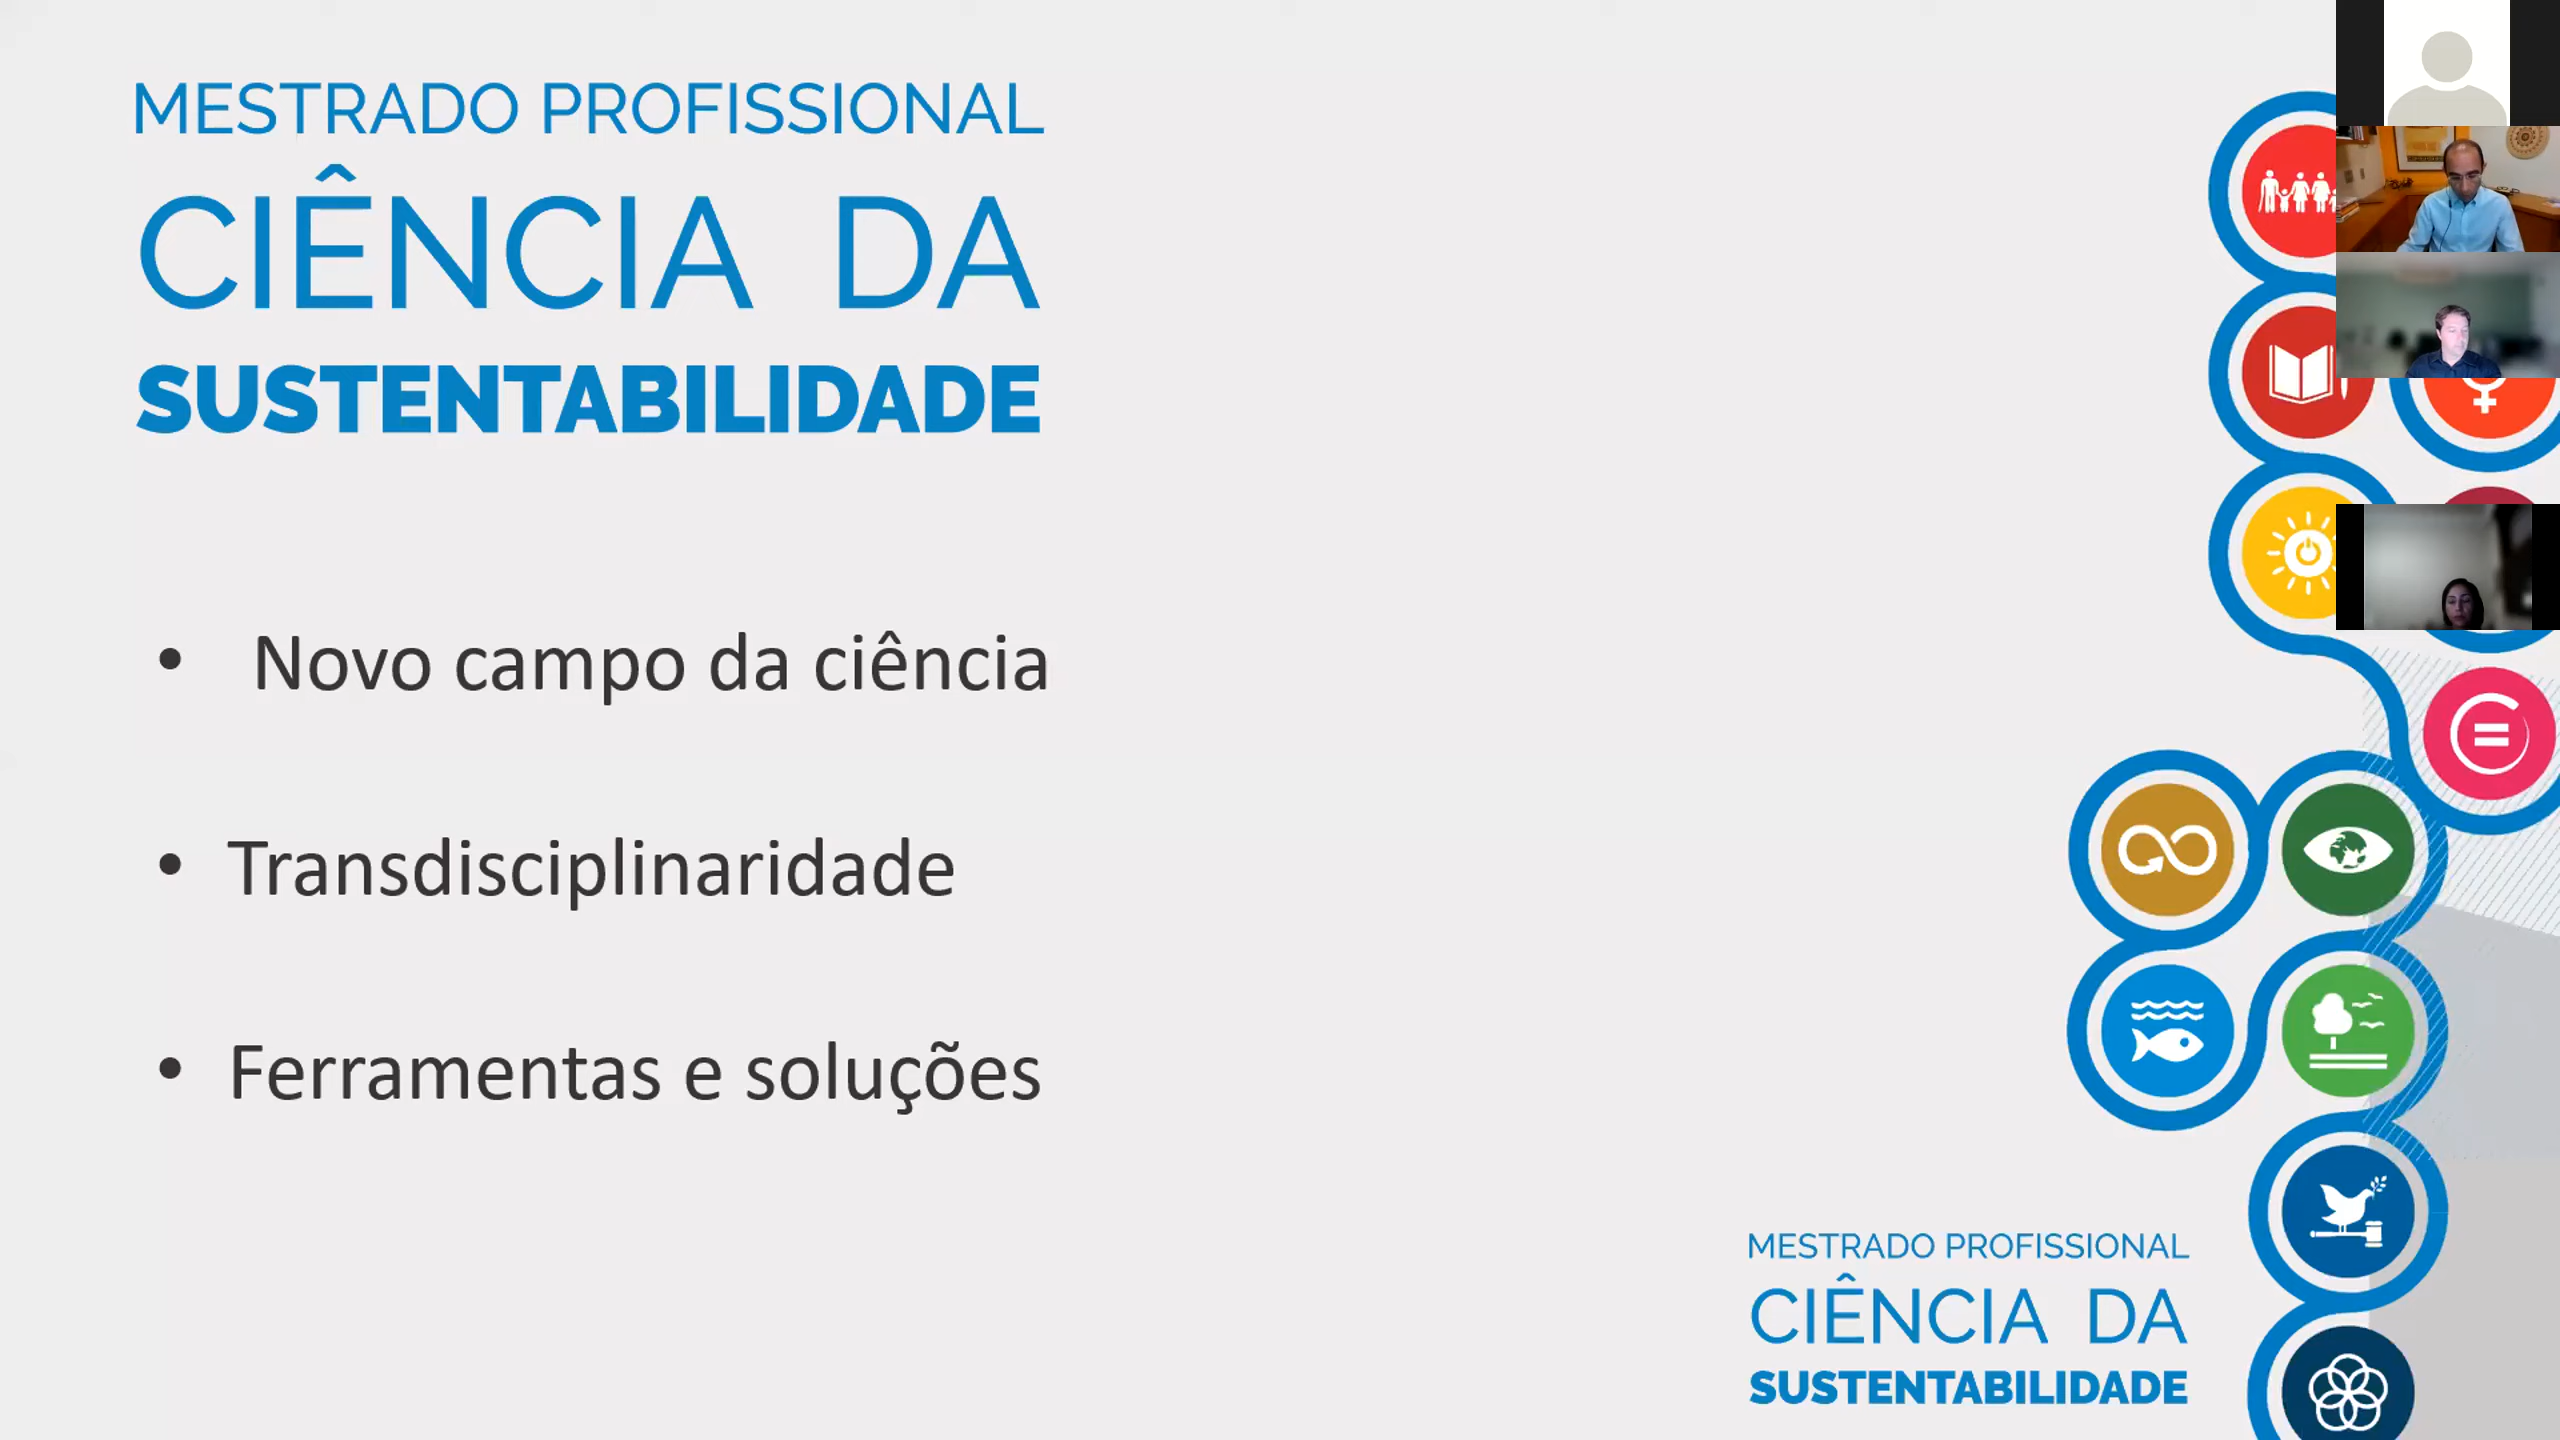 MESTRADO PROFISSIONAL
CIÊNCIA DA
SUSTENTABILIDADE
• Novo campo da ciência
• Transdisciplinaridade
• Ferramentas e soluções
MESTRADO PROFISSIONAL
CIÊNCIA DA
SUSTENTABILIDADE